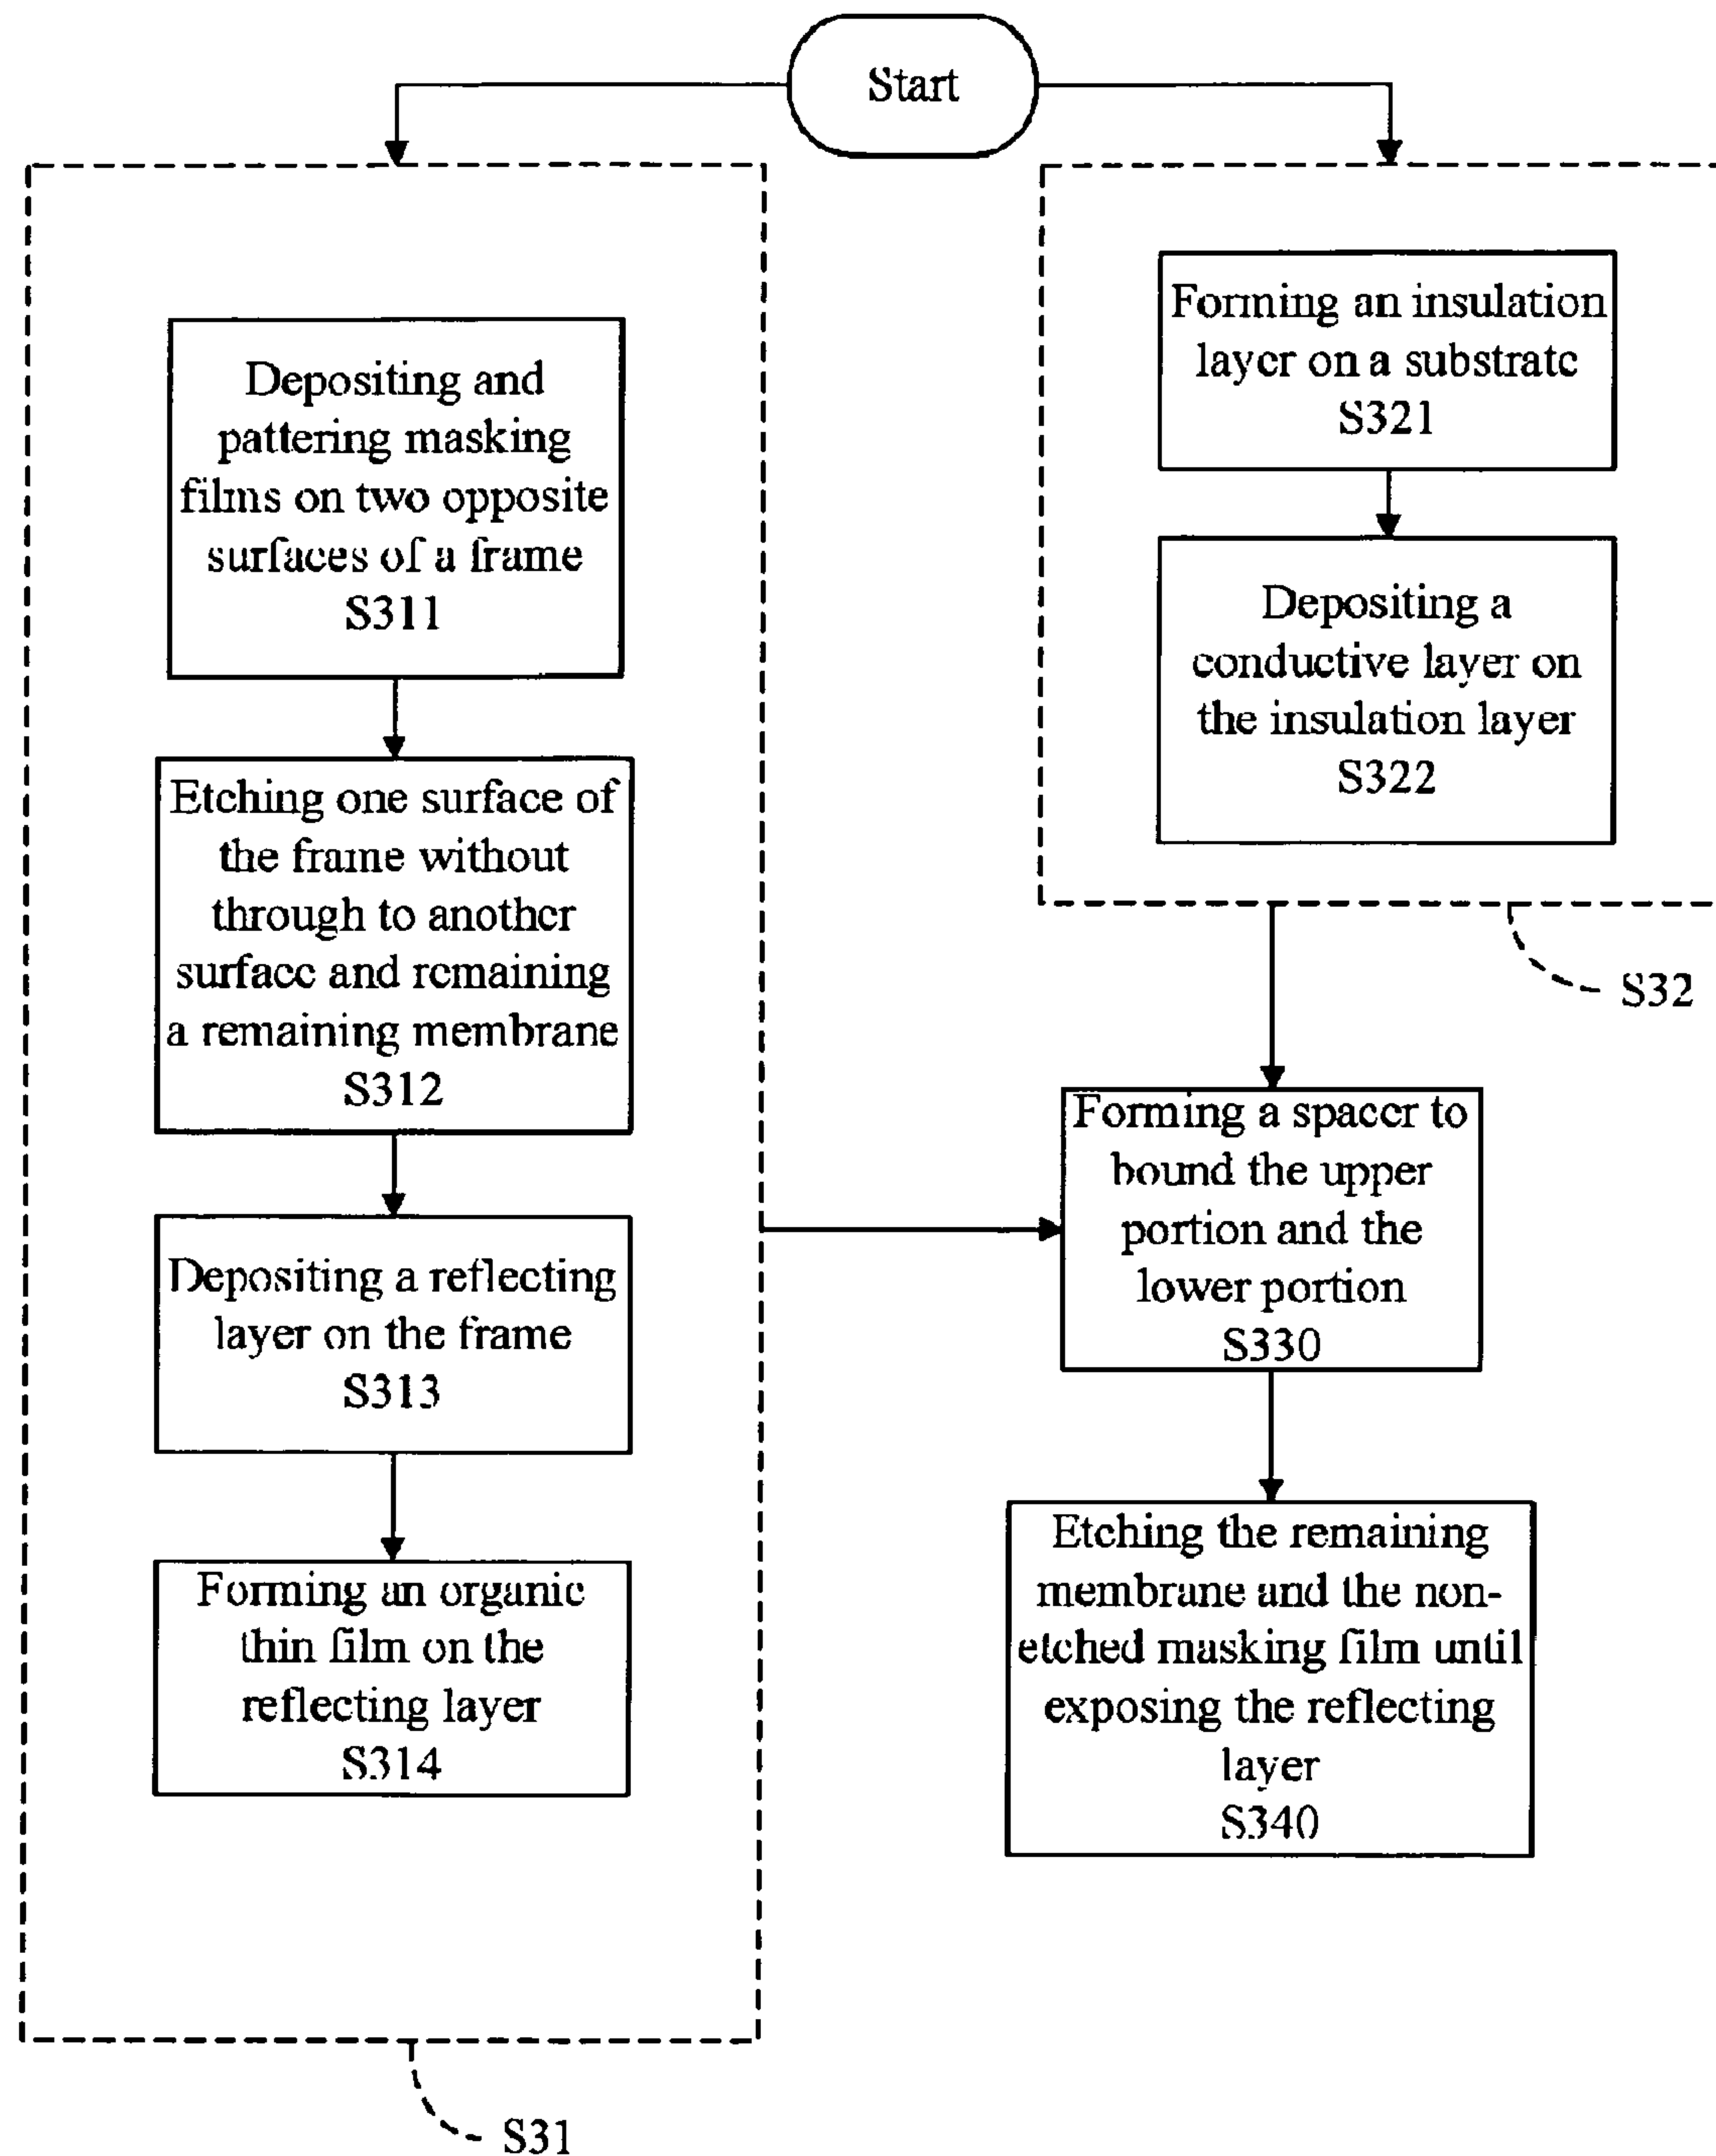 Start
Depositing and
pattering masking
films on two opposite
surfaces of a frame
S311
Etching one surface of
the frame without
through to another
surface and remaining
a remaining membrane
S312
Depositing a reflecting
layer on the frame
S313
Forming an organic
thin film on the
reflecting layer
S314
S31
Forming an insulation
layer on a substrate
S321
Depositing a
conductive layer on
the insulation layer
S322
S32
Forming a spacer to
bound the upper
portion and the
lower portion
S330
Etching the remaining
membrane and the non-
etched masking film until
exposing the reflecting
layer
S340